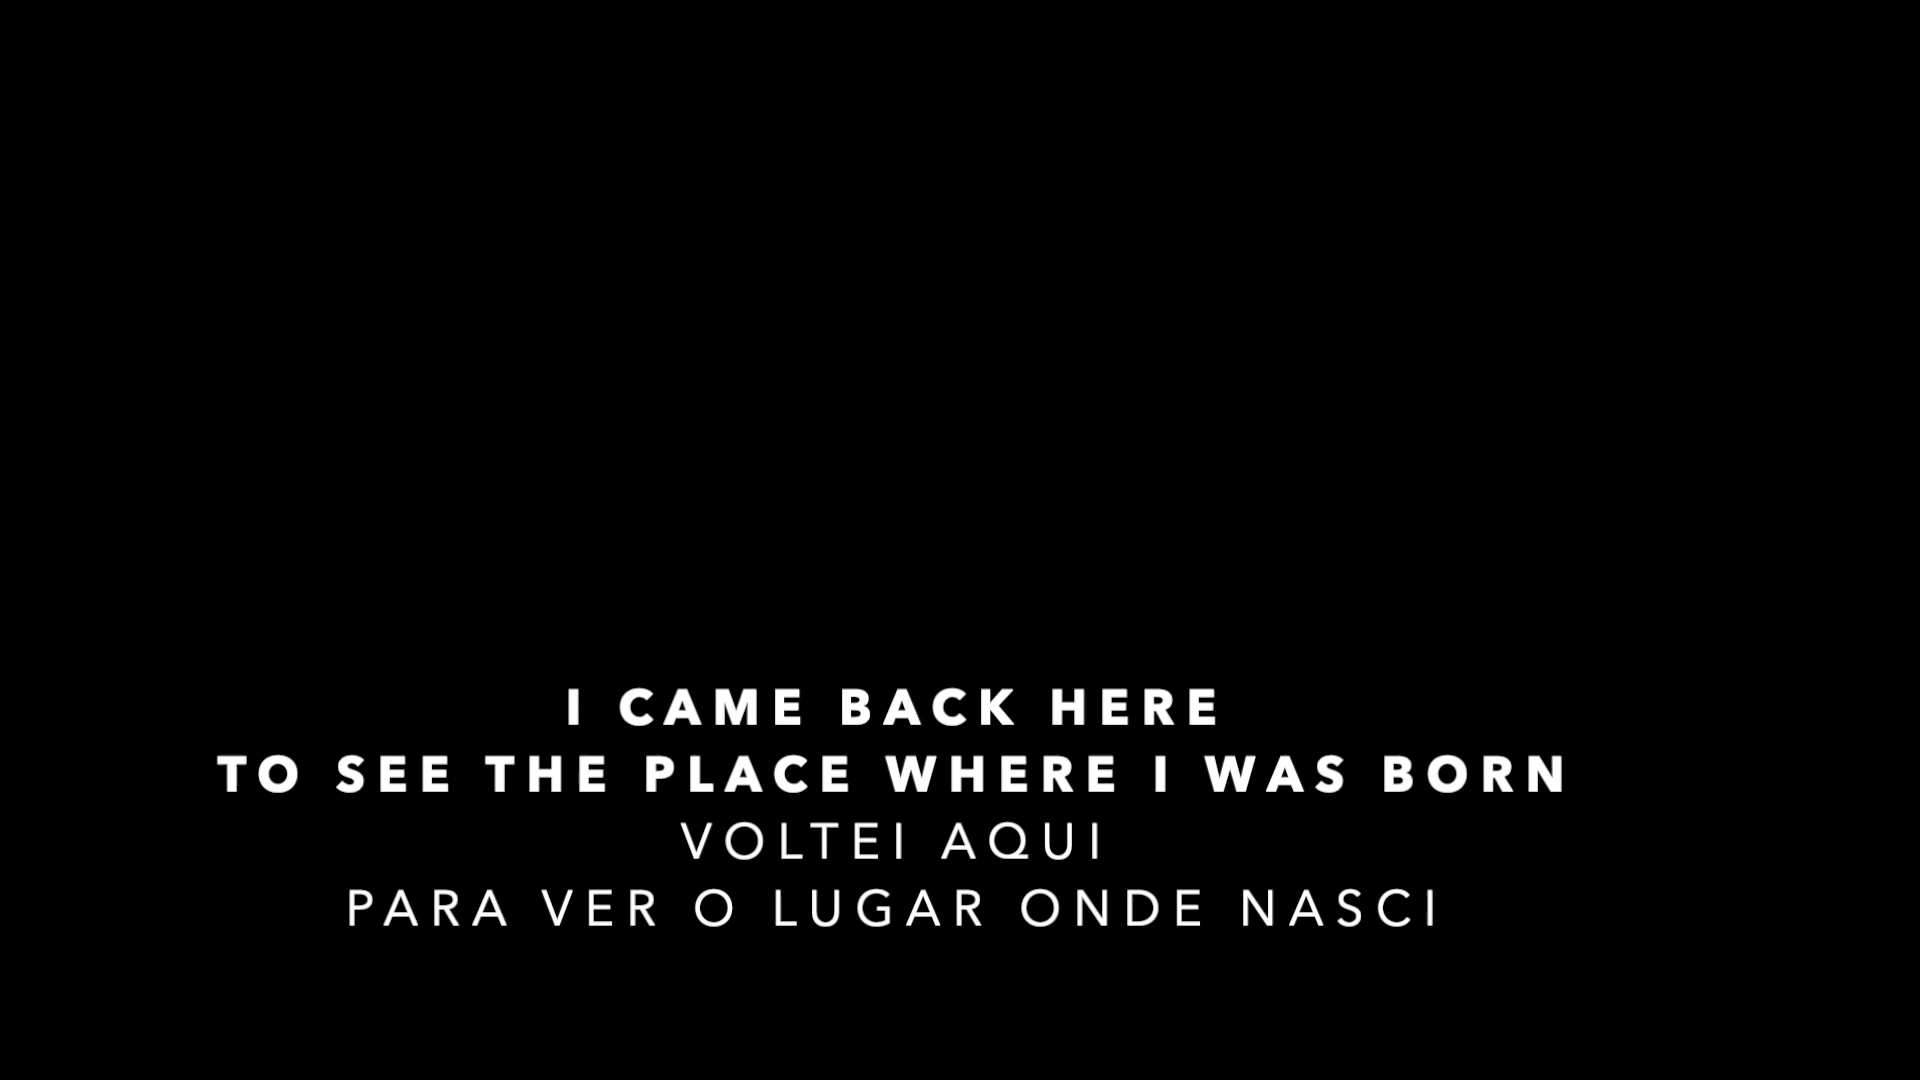 I CAME BACK HERE
TO SEE THE PLACE WHERE I WAS BORN
VOLTEI AQUI
PARA VER O LUGAR ONDE NASCI